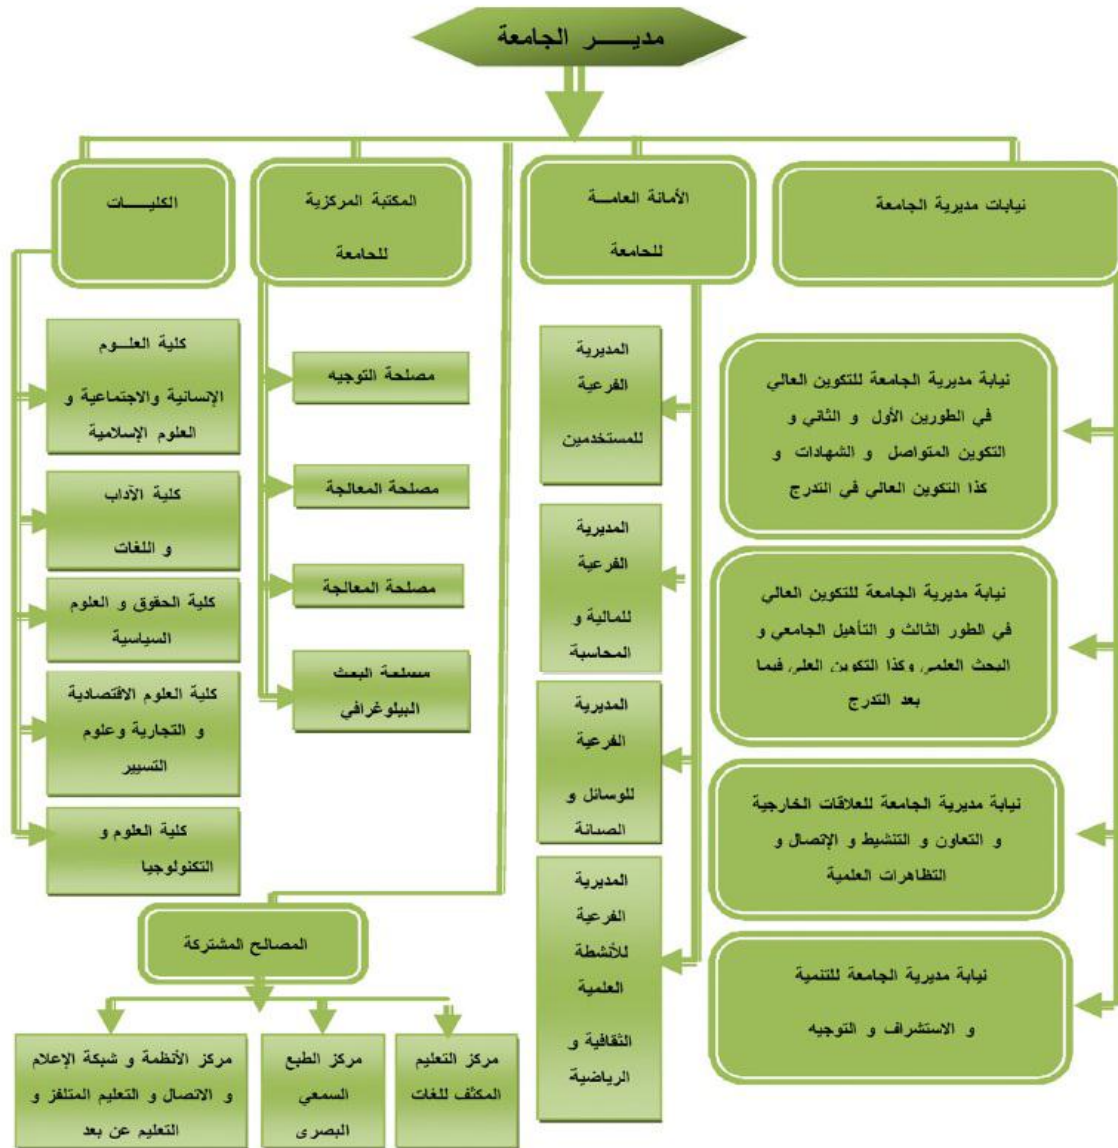 مديـــــر الجامعة
نيابات مديرية الجامعة
الأمانة العامـــة
للجامعة
المكتبة المركزية
للجامعة
الكليـــــات
نيابة مديرية الجامعة للتكوين العالي
في الطورين الأول و الثاني و
التكوين المتواصل و الشهادات و
كذا التكوين العالي في التدرج
نيابة مديرية الجامعة للتكوين العالي
في الطور الثالث و التأهيل الجامعي و
البحث العلمي وكذا التكوين العلي فيما
بعد التدرج
نيابة مديرية الجامعة للعلاقات الخارجية
و التعاون و التنشيط و الإتصال و
التظاهرات العلمية
نيابة مديرية الجامعة للتنمية
و الاستشراف و التوجيه
المديرية
الفرعية
للمستخدمين
المديرية
الفرعية
للمالية و
المحاسبة
المديرية
الفرعية
للوسائل و
الصيانة
المديرية
الفرعية
للأنشطة
العلمية
الثقافية و
الرياضية
مصلحة التوجيه
مصلحة المعالجة
مصلحة المعالجة
مصلحة البحث
البيلوغرافي
كلية العلــوم
الإنسانية والاجتماعية و
العلوم الإسلامية
كلية الآداب
و اللغات
كلية الحقوق و العلوم
السياسية
كلية العلوم الاقتصادية
و التجارية وعلوم
التسيير
كلية العلوم و
التكنولوجيا
المصالح المشتركة
مركز التعليم
المكثف للغات
مركز الطبع
السمعي
البصري
مركز الأنظمة و شبكة الإعلام
و الاتصال و التعليم المتلفز و
التعليم عن بعد